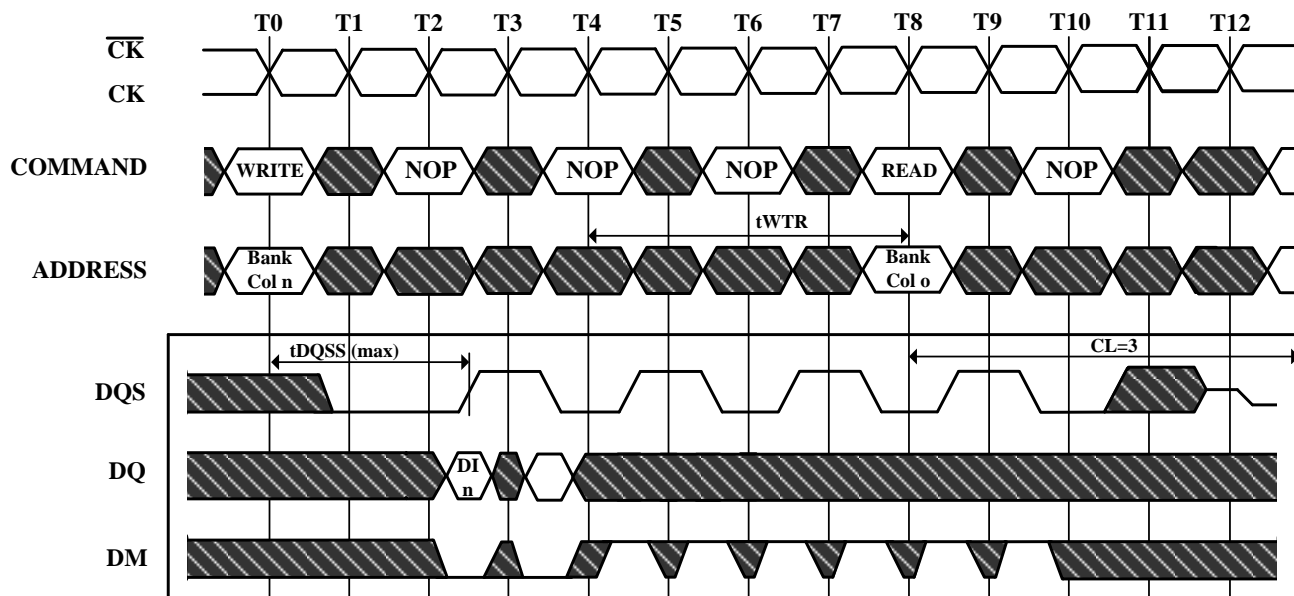 T0 T1 T2 T3 T4 T5 T6 T7 T8 T9 T10 T11 T12
CK
CK
COMMAND WRITE NOP NOP NOP READ NOP
tWTR
ADDRESS Bank Col n Bank Col o
tDQSS (max) CL=3
DQS
DQ DI n
DM